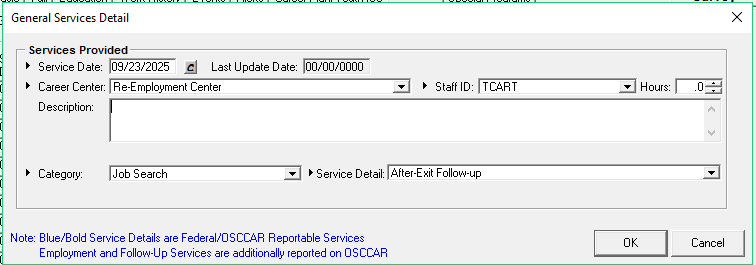 General Services Detail
Services Provided
Service Date: 09/23/2025 Last Update Date: 00/00/0000
Career Center: Re-Employment Center Staff ID: TCART Hours: .0
Description:
Category: Job Search Service Detail: After-Exit Follow-up
Note: Blue/Bold Service Details are Federal/OSCCAR Reportable Services
Employment and Follow-Up Services are additionally reported on OSCCAR
OK Cancel